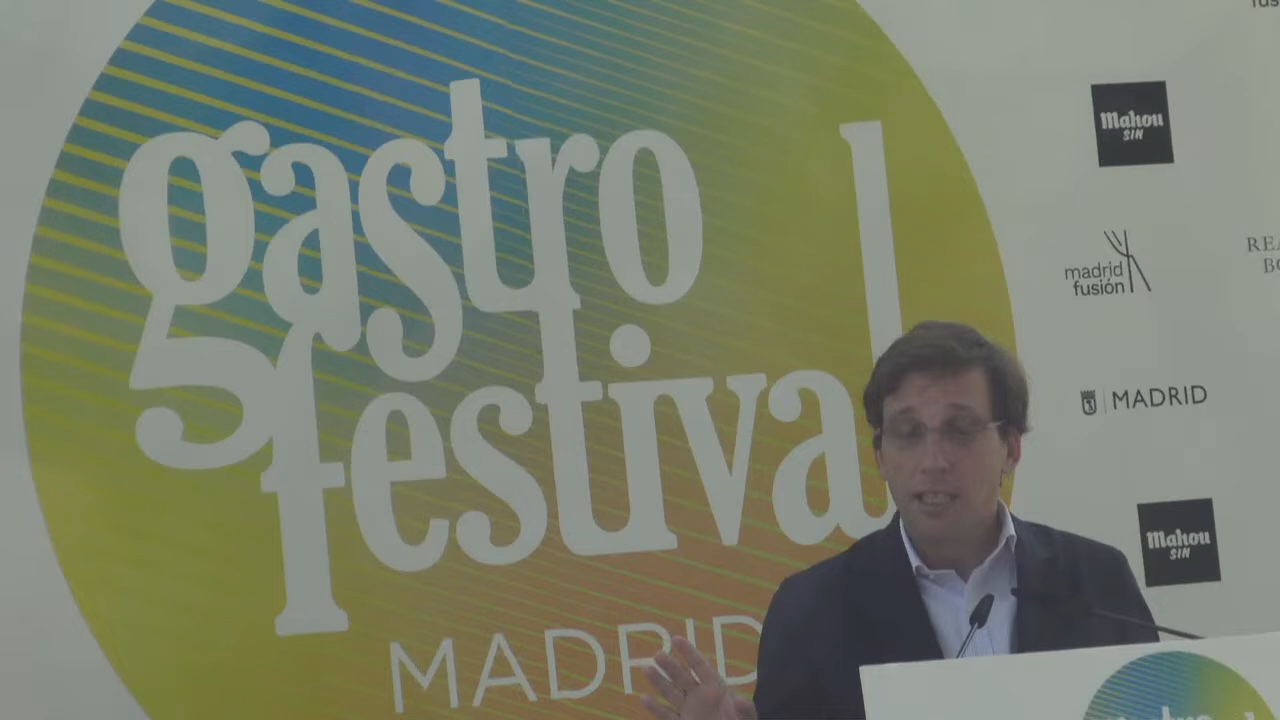 gastro
festival
MADRID
Mahou
SIN
madrid
fusión
MADRID
Mahou
SIN